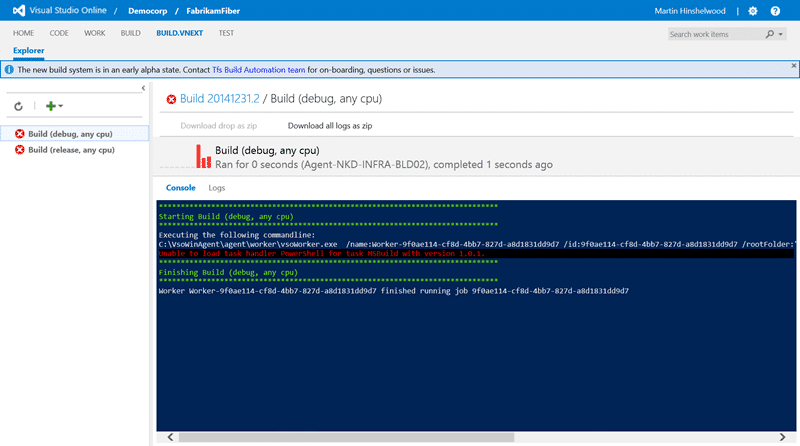 Visual Studio Online / Democorp / FabrikamFiber Martin Hinshelwood
HOME CODE WORK BUILD BUILD.VNEXT TEST Search work items
Explorer
The new build system is in an early alpha state. Contact Tfs Build Automation team for on-boarding, questions or issues.
Build 20141231.2 / Build (debug, any cpu)
Download drop as zip Download all logs as zip
Build (debug, any cpu)
Build (release, any cpu)
Build (debug, any cpu)
Ran for 0 seconds (Agent-NKD-INFRA-BLD02), completed 1 seconds ago
Console Logs
******************************************************************************
Starting Build (debug, any cpu)
******************************************************************************
Executing the following commandline:
C:\VsoWinAgent\agent\worker\vsoWorker.exe /name:Worker-9f0ae114-cf8d-4bb7-827d-a8d1831dd9d7 /id:9f0ae114-cf8d-4bb7-827d-a8d1831dd9d7 /rootFolder:"
Unable to load task handler Powershell for task MSBuild with version 1.0.1.
******************************************************************************
Finishing Build (debug, any cpu)
******************************************************************************
Worker Worker-9f0ae114-cf8d-4bb7-827d-a8d1831dd9d7 finished running job 9f0ae114-cf8d-4bb7-827d-a8d1831dd9d7